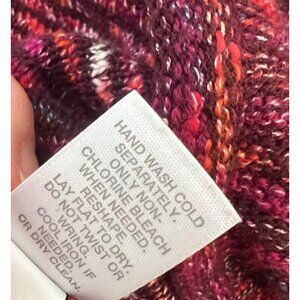 HAND WASH COLD
SEPARATELY.
ONLY NON-
CHLORINE BLEACH
WHEN NEEDED.
RESHAPE,
LAY FLAT TO DRY.
DO NOT TWIST OR
WRING.
COOL IRON IF
NEEDED
OR DRY CLEAN.